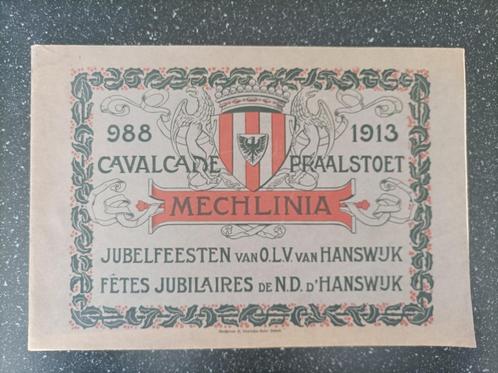 988 1913
CAVALCADE PRAALSTOET
MECHLINIA
JUBELFEESTEN VAN O.L.V. VAN HANSWIJK
FÊTES JUBILAIRES DE N.D. D'HANSWIJK